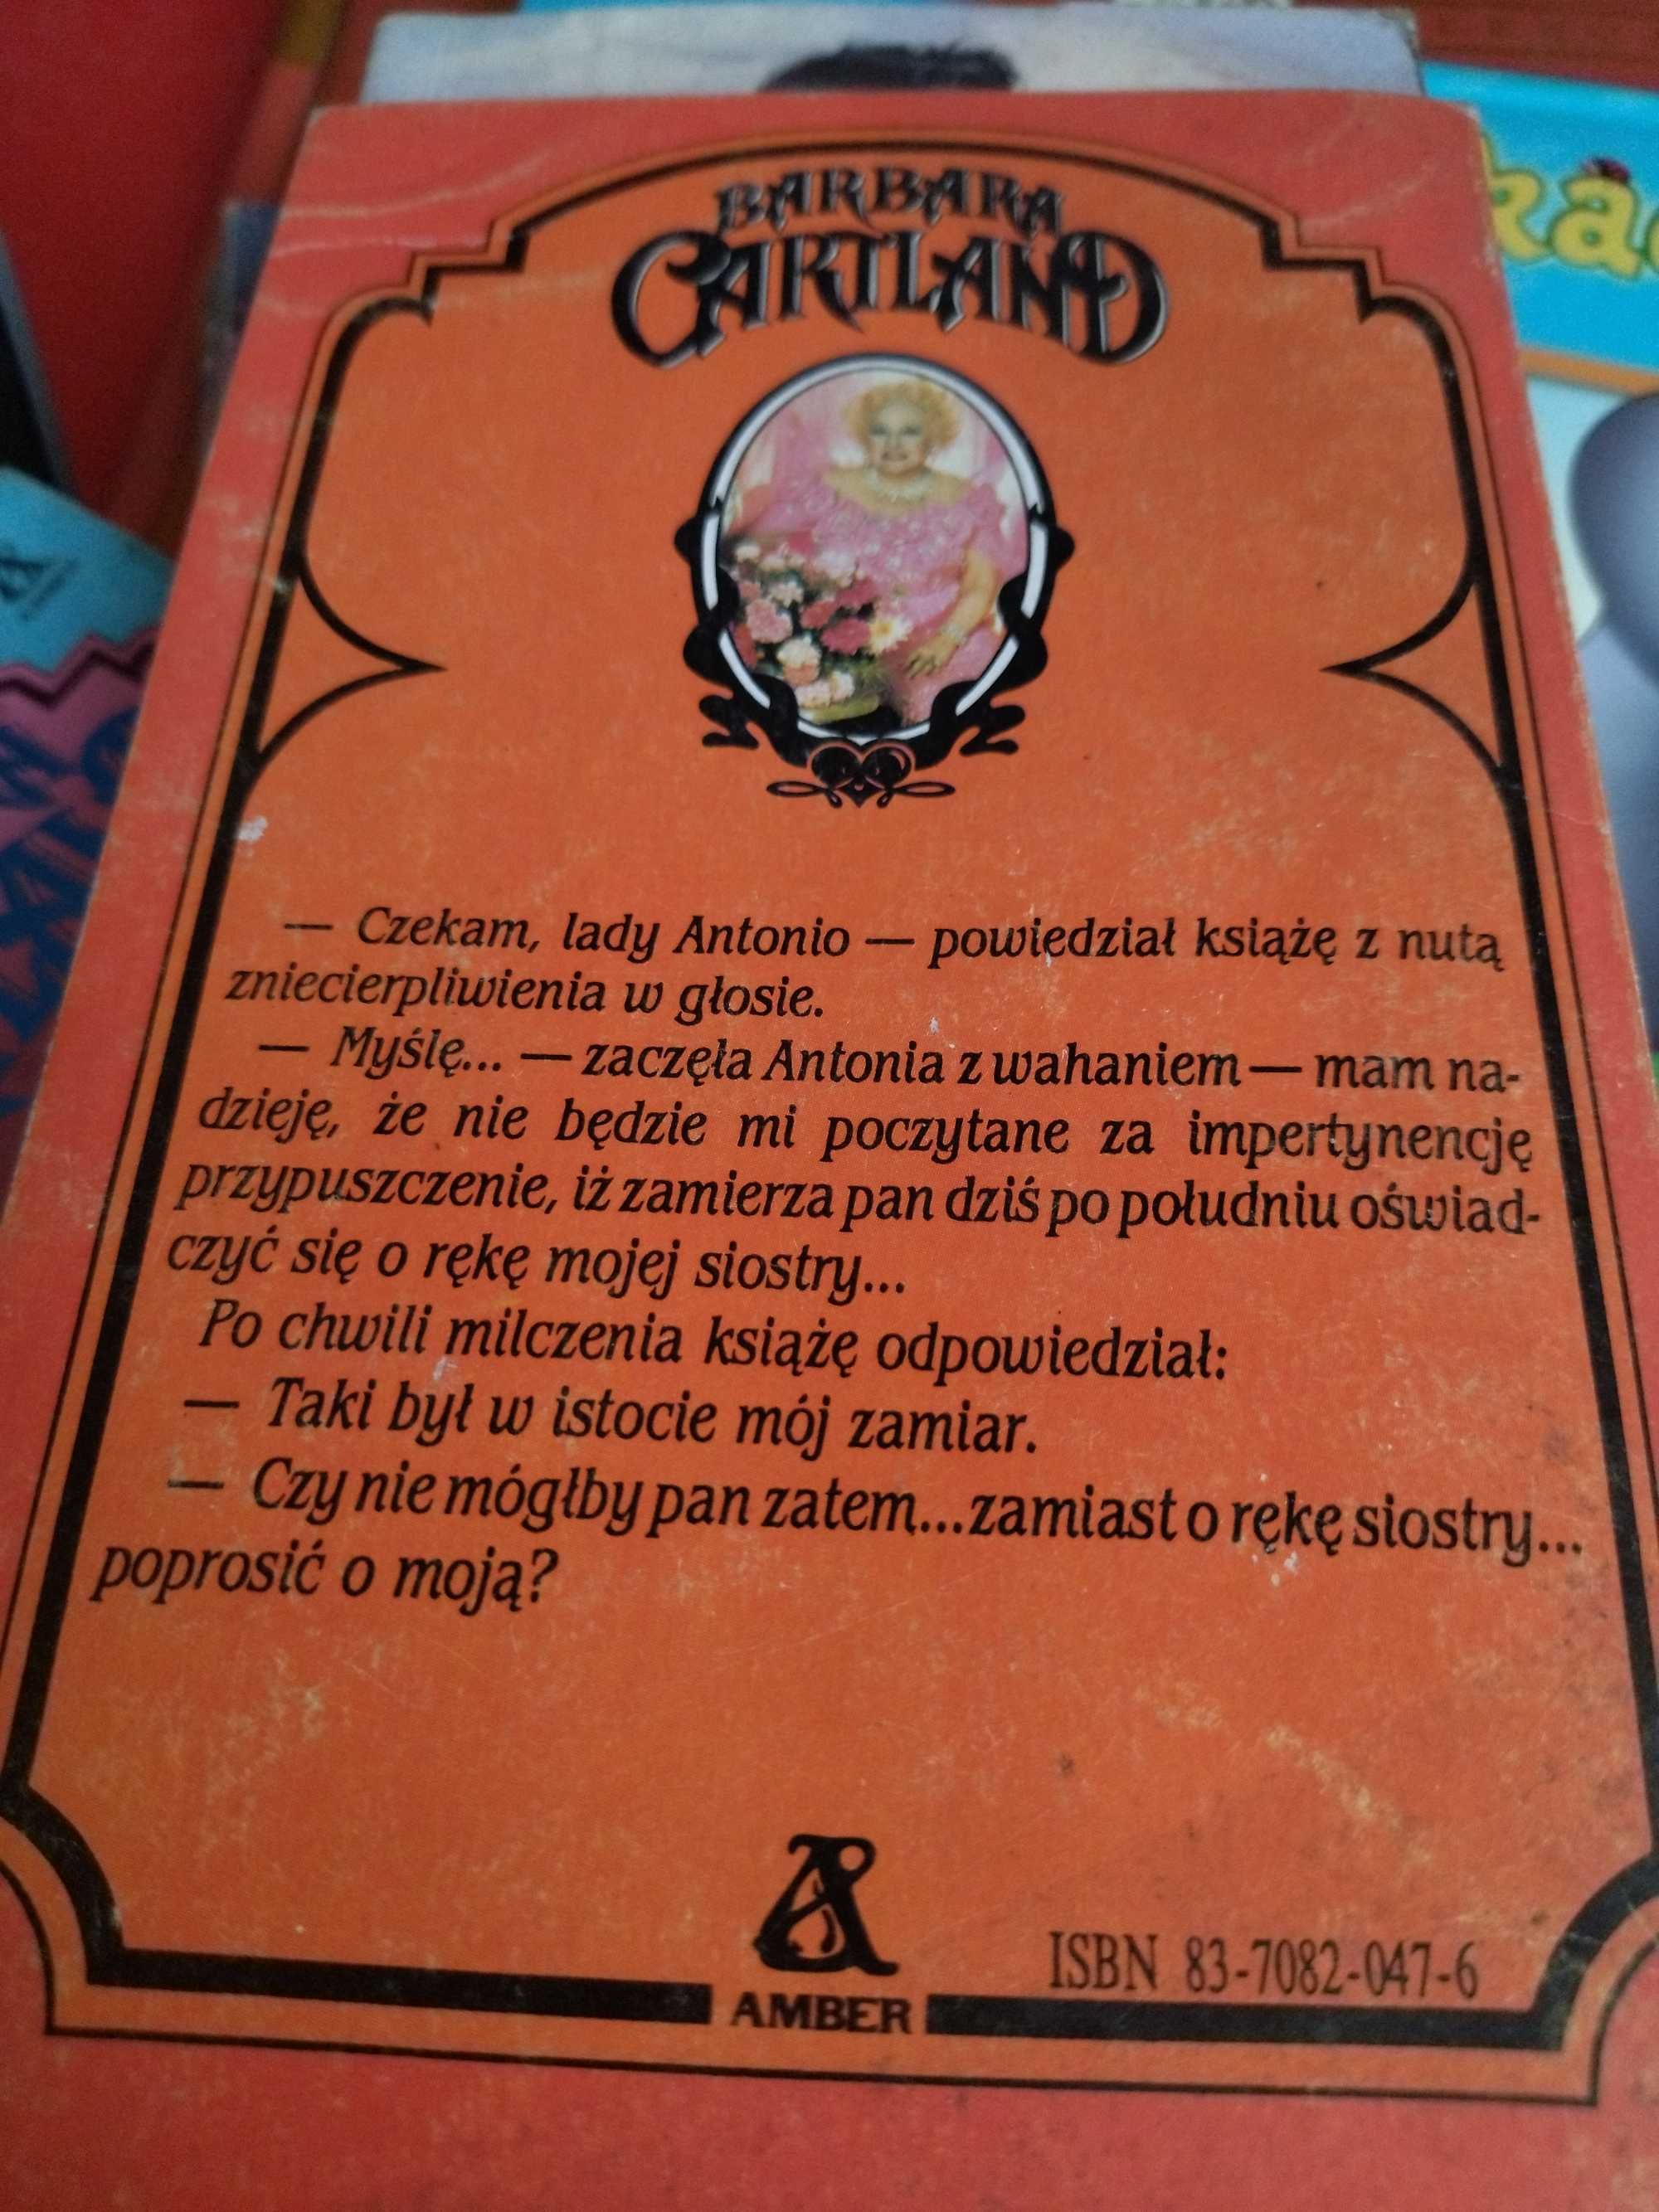 BARBARA
CARTLAND
— Czekam, lady Antonio — powiedział książę z nutą
zniecierpliwienia w głosie.
— Myślę... — zaczęła Antonia z wahaniem — mam na-
dzieję, że nie będzie mi poczytane za impertynencję
przypuszczenie, iż zamierza pan dziś po południu oświad-
czyć się o rękę mojej siostry...
Po chwili milczenia książę odpowiedział:
— Taki był w istocie mój zamiar.
— Czy nie mógłby pan zatem...zamiast o rękę siostry...
poprosić o moją?
AMBER
ISBN 83-7082-047-6